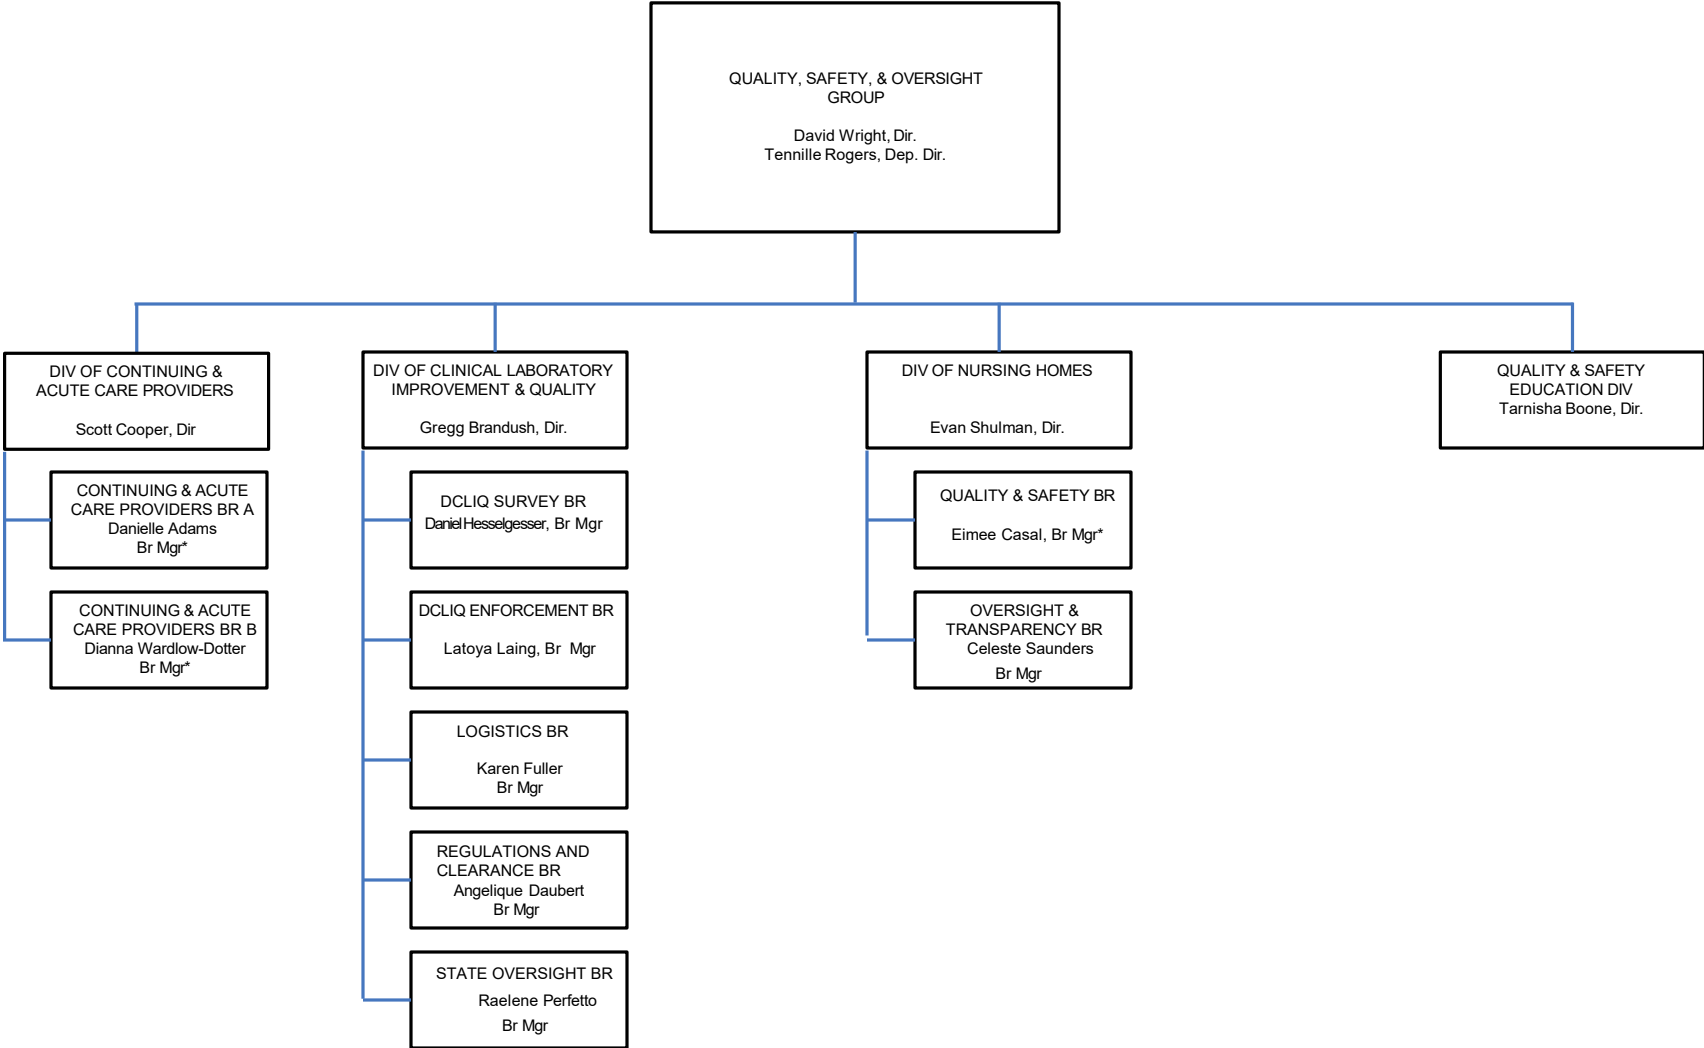 QUALITY, SAFETY, & OVERSIGHT
GROUP
David Wright, Dir.
Tennille Rogers, Dep. Dir.
DIV OF CONTINUING &
ACUTE CARE PROVIDERS
Scott Cooper, Dir
CONTINUING & ACUTE
CARE PROVIDERS BR A
Danielle Adams
Br Mgr*
CONTINUING & ACUTE
CARE PROVIDERS BR B
Dianna Wardlow-Dotter
Br Mgr*
DIV OF CLINICAL LABORATORY
IMPROVEMENT & QUALITY
Gregg Brandush, Dir.
DCLIQ SURVEY BR
Daniel Hesselgesser, Br Mgr
DCLIQ ENFORCEMENT BR
Latoya Laing, Br Mgr
LOGISTICS BR
Karen Fuller
Br Mgr
REGULATIONS AND
CLEARANCE BR
Angelique Daubert
Br Mgr
STATE OVERSIGHT BR
Raelene Perfetto
Br Mgr
DIV OF NURSING HOMES
Evan Shulman, Dir.
QUALITY & SAFETY BR
Eimee Casal, Br Mgr*
OVERSIGHT &
TRANSPARENCY BR
Celeste Saunders
Br Mgr
QUALITY & SAFETY
EDUCATION DIV
Tarnisha Boone, Dir.